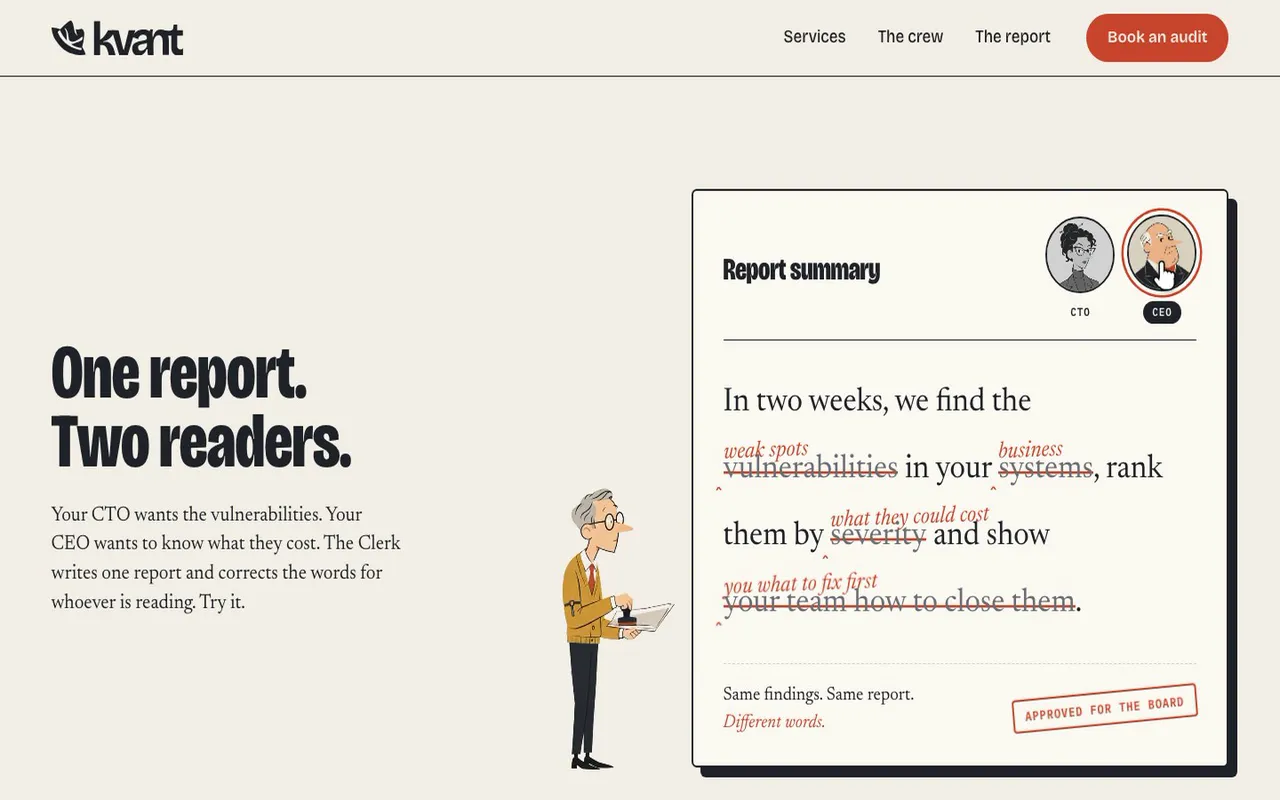 kvant
Services
The crew
The report
Book an audit
One report.
Two readers.
Your CTO wants the vulnerabilities. Your
CEO wants to know what they cost. The Clerk
writes one report and corrects the words for
whoever is reading. Try it.
Report summary
CTO
CEO
In two weeks, we find the
weak spots business
vulnerabilities in your systems, rank
what they could cost
them by severity and show
you what to fix first
your team how to close them.
Same findings. Same report.
Different words.
APPROVED FOR THE BOARD